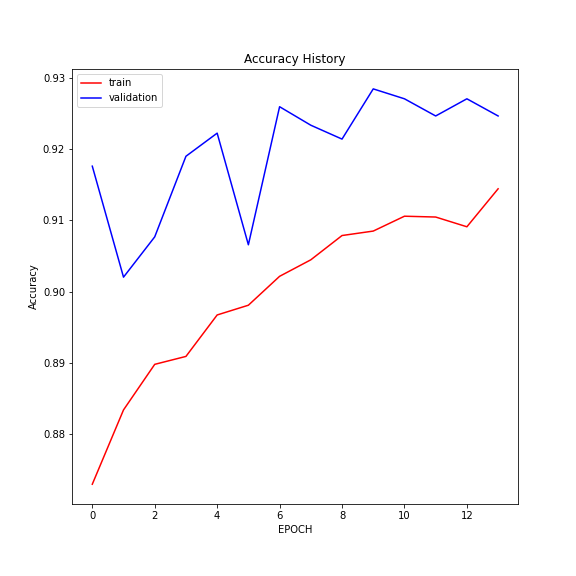 Accuracy History
train
validation
0.93
0.92
0.91
0.90
0.89
0.88
Accuracy
0 2 4 6 8 10 12
EPOCH